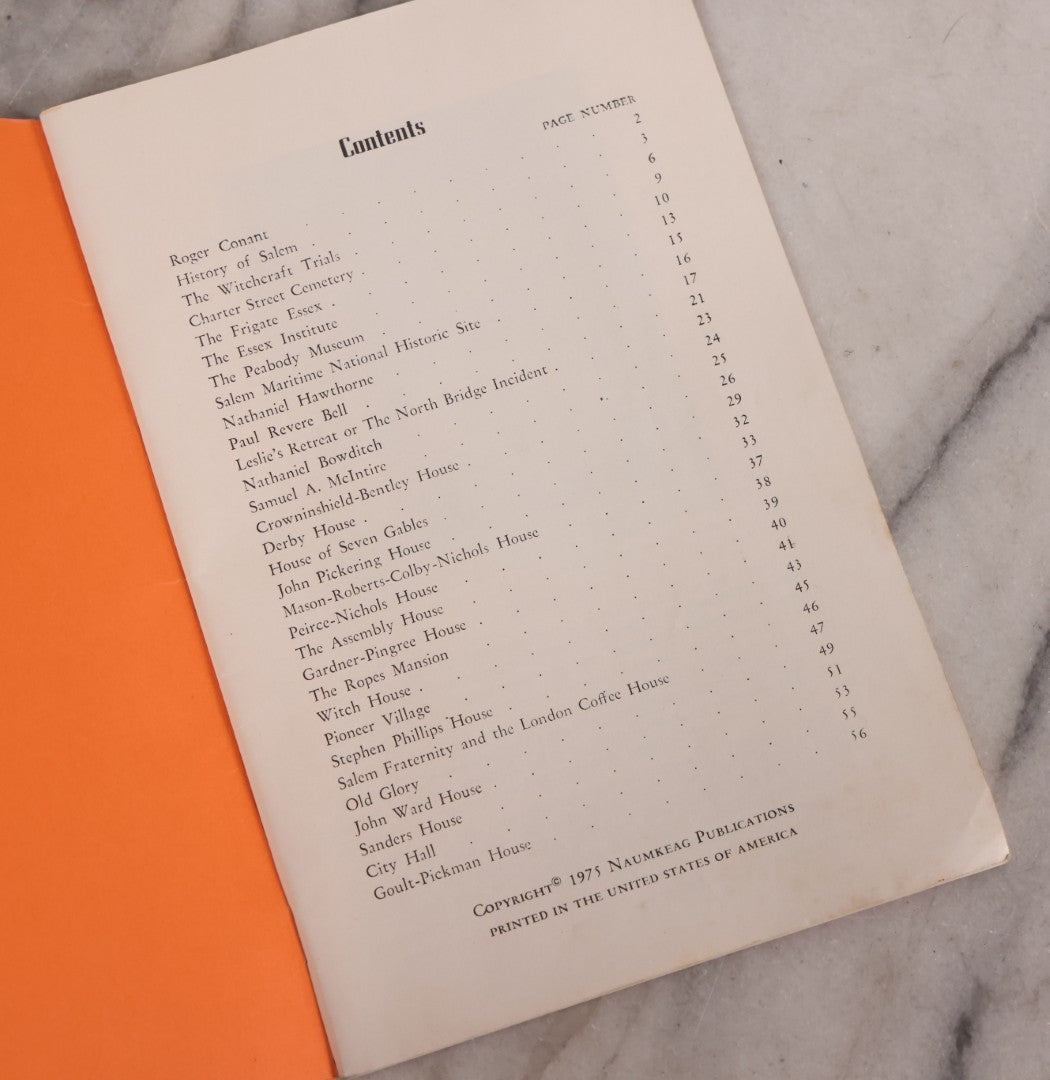 Contents
PAGE NUMBER
Roger Conant . . . . . 2
History of Salem . . . . . 3
The Witchcraft Trials . . . . . 6
Charter Street Cemetery . . . . . 9
The Frigate Essex . . . . . 10
The Essex Institute . . . . . 13
The Peabody Museum . . . . . 15
Salem Maritime National Historic Site . . . 16
Nathaniel Hawthorne . . . . . 17
Paul Revere Bell . . . . . 21
Leslie's Retreat or The North Bridge Incident . . . 23
Nathaniel Bowditch . . . . . 24
Samuel A. McIntire . . . . . 25
Crowninshield-Bentley House . . . . 26
Derby House . . . . . . 29
House of Seven Gables . . . . . 32
John Pickering House . . . . . 33
Mason-Roberts-Colby-Nichols House . . . 37
Peirce-Nichols House . . . . . 38
The Assembly House . . . . . 39
Gardner-Pingree House . . . . . 40
The Ropes Mansion . . . . . 41
Witch House . . . . . . 43
Pioneer Village . . . . . 45
Stephen Phillips House . . . . . 46
Salem Fraternity and the London Coffee House . . 47
Old Glory . . . . . . 49
John Ward House . . . . . 51
Sanders House . . . . . 53
City Hall . . . . . . 55
Goult-Pickman House . . . . . 56
COPYRIGHT© 1975 NAUMKEAG PUBLICATIONS
PRINTED IN THE UNITED STATES OF AMERICA